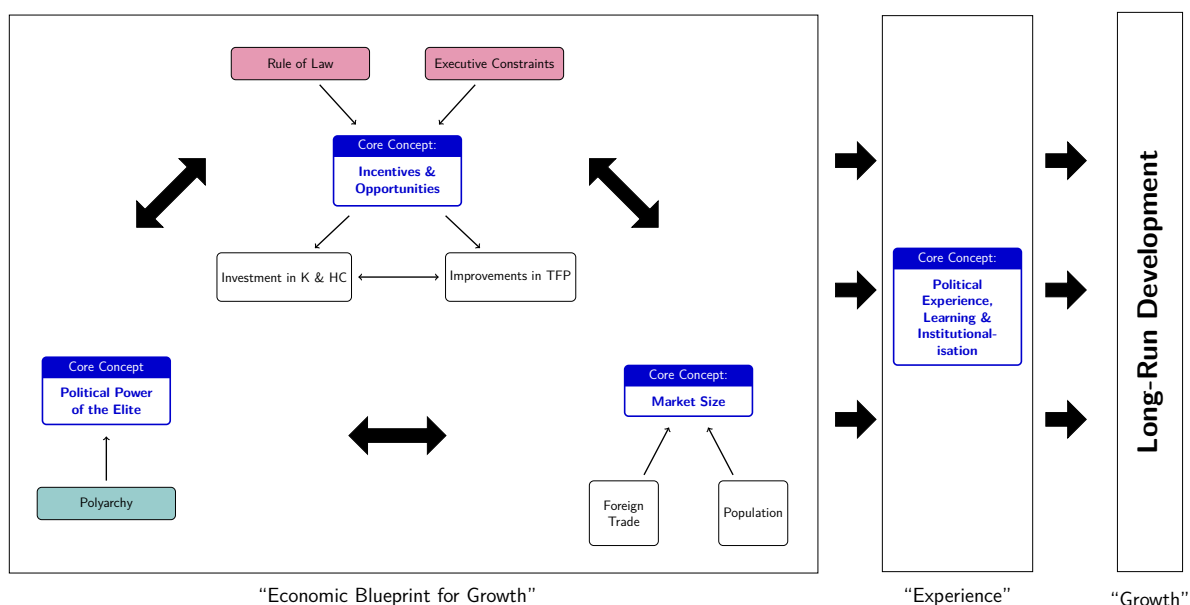 Rule of Law
Executive Constraints
Core Concept:
Incentives &
Opportunities
Investment in K & HC
Improvements in TFP
Core Concept
Political Power
of the Elite
Polyarchy
Core Concept:
Market Size
Foreign
Trade
Population
"Economic Blueprint for Growth"
Core Concept:
Political
Experience,
Learning &
Institutional-
isation
"Experience"
Long-Run Development
"Growth"